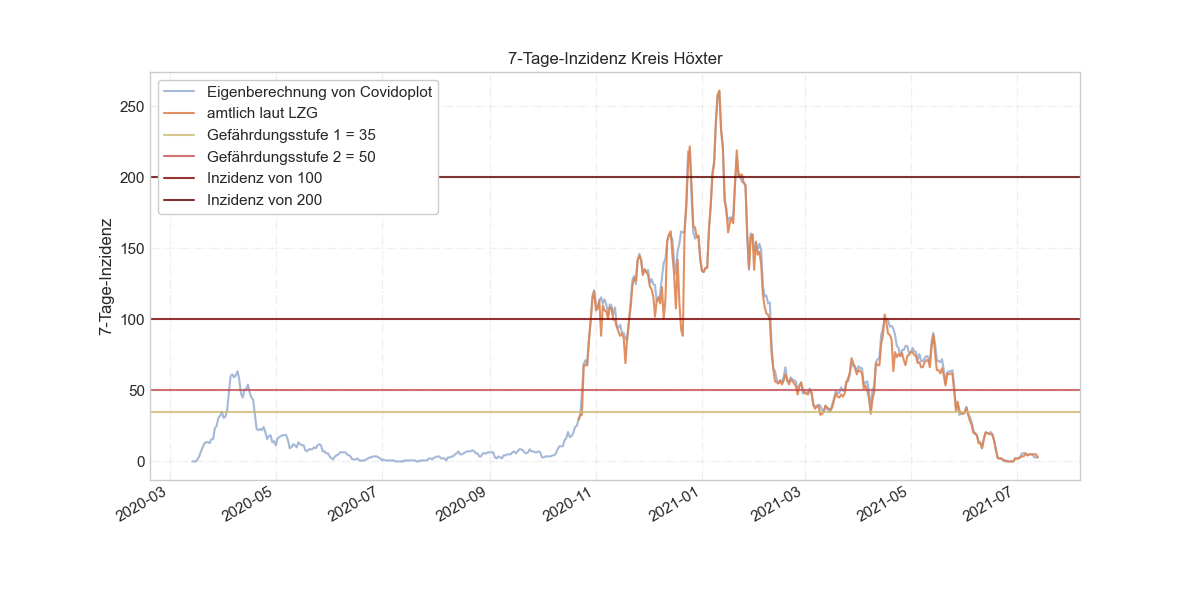 7-Tage-Inzidenz Kreis Höxter
Eigenberechnung von Covidoplot
amtlich laut LZG
Gefährdungsstufe 1 = 35
Gefährdungsstufe 2 = 50
Inzidenz von 100
Inzidenz von 200
7-Tage-Inzidenz
250
200
150
100
50
0
2020-03
2020-05
2020-07
2020-09
2020-11
2021-01
2021-03
2021-05
2021-07